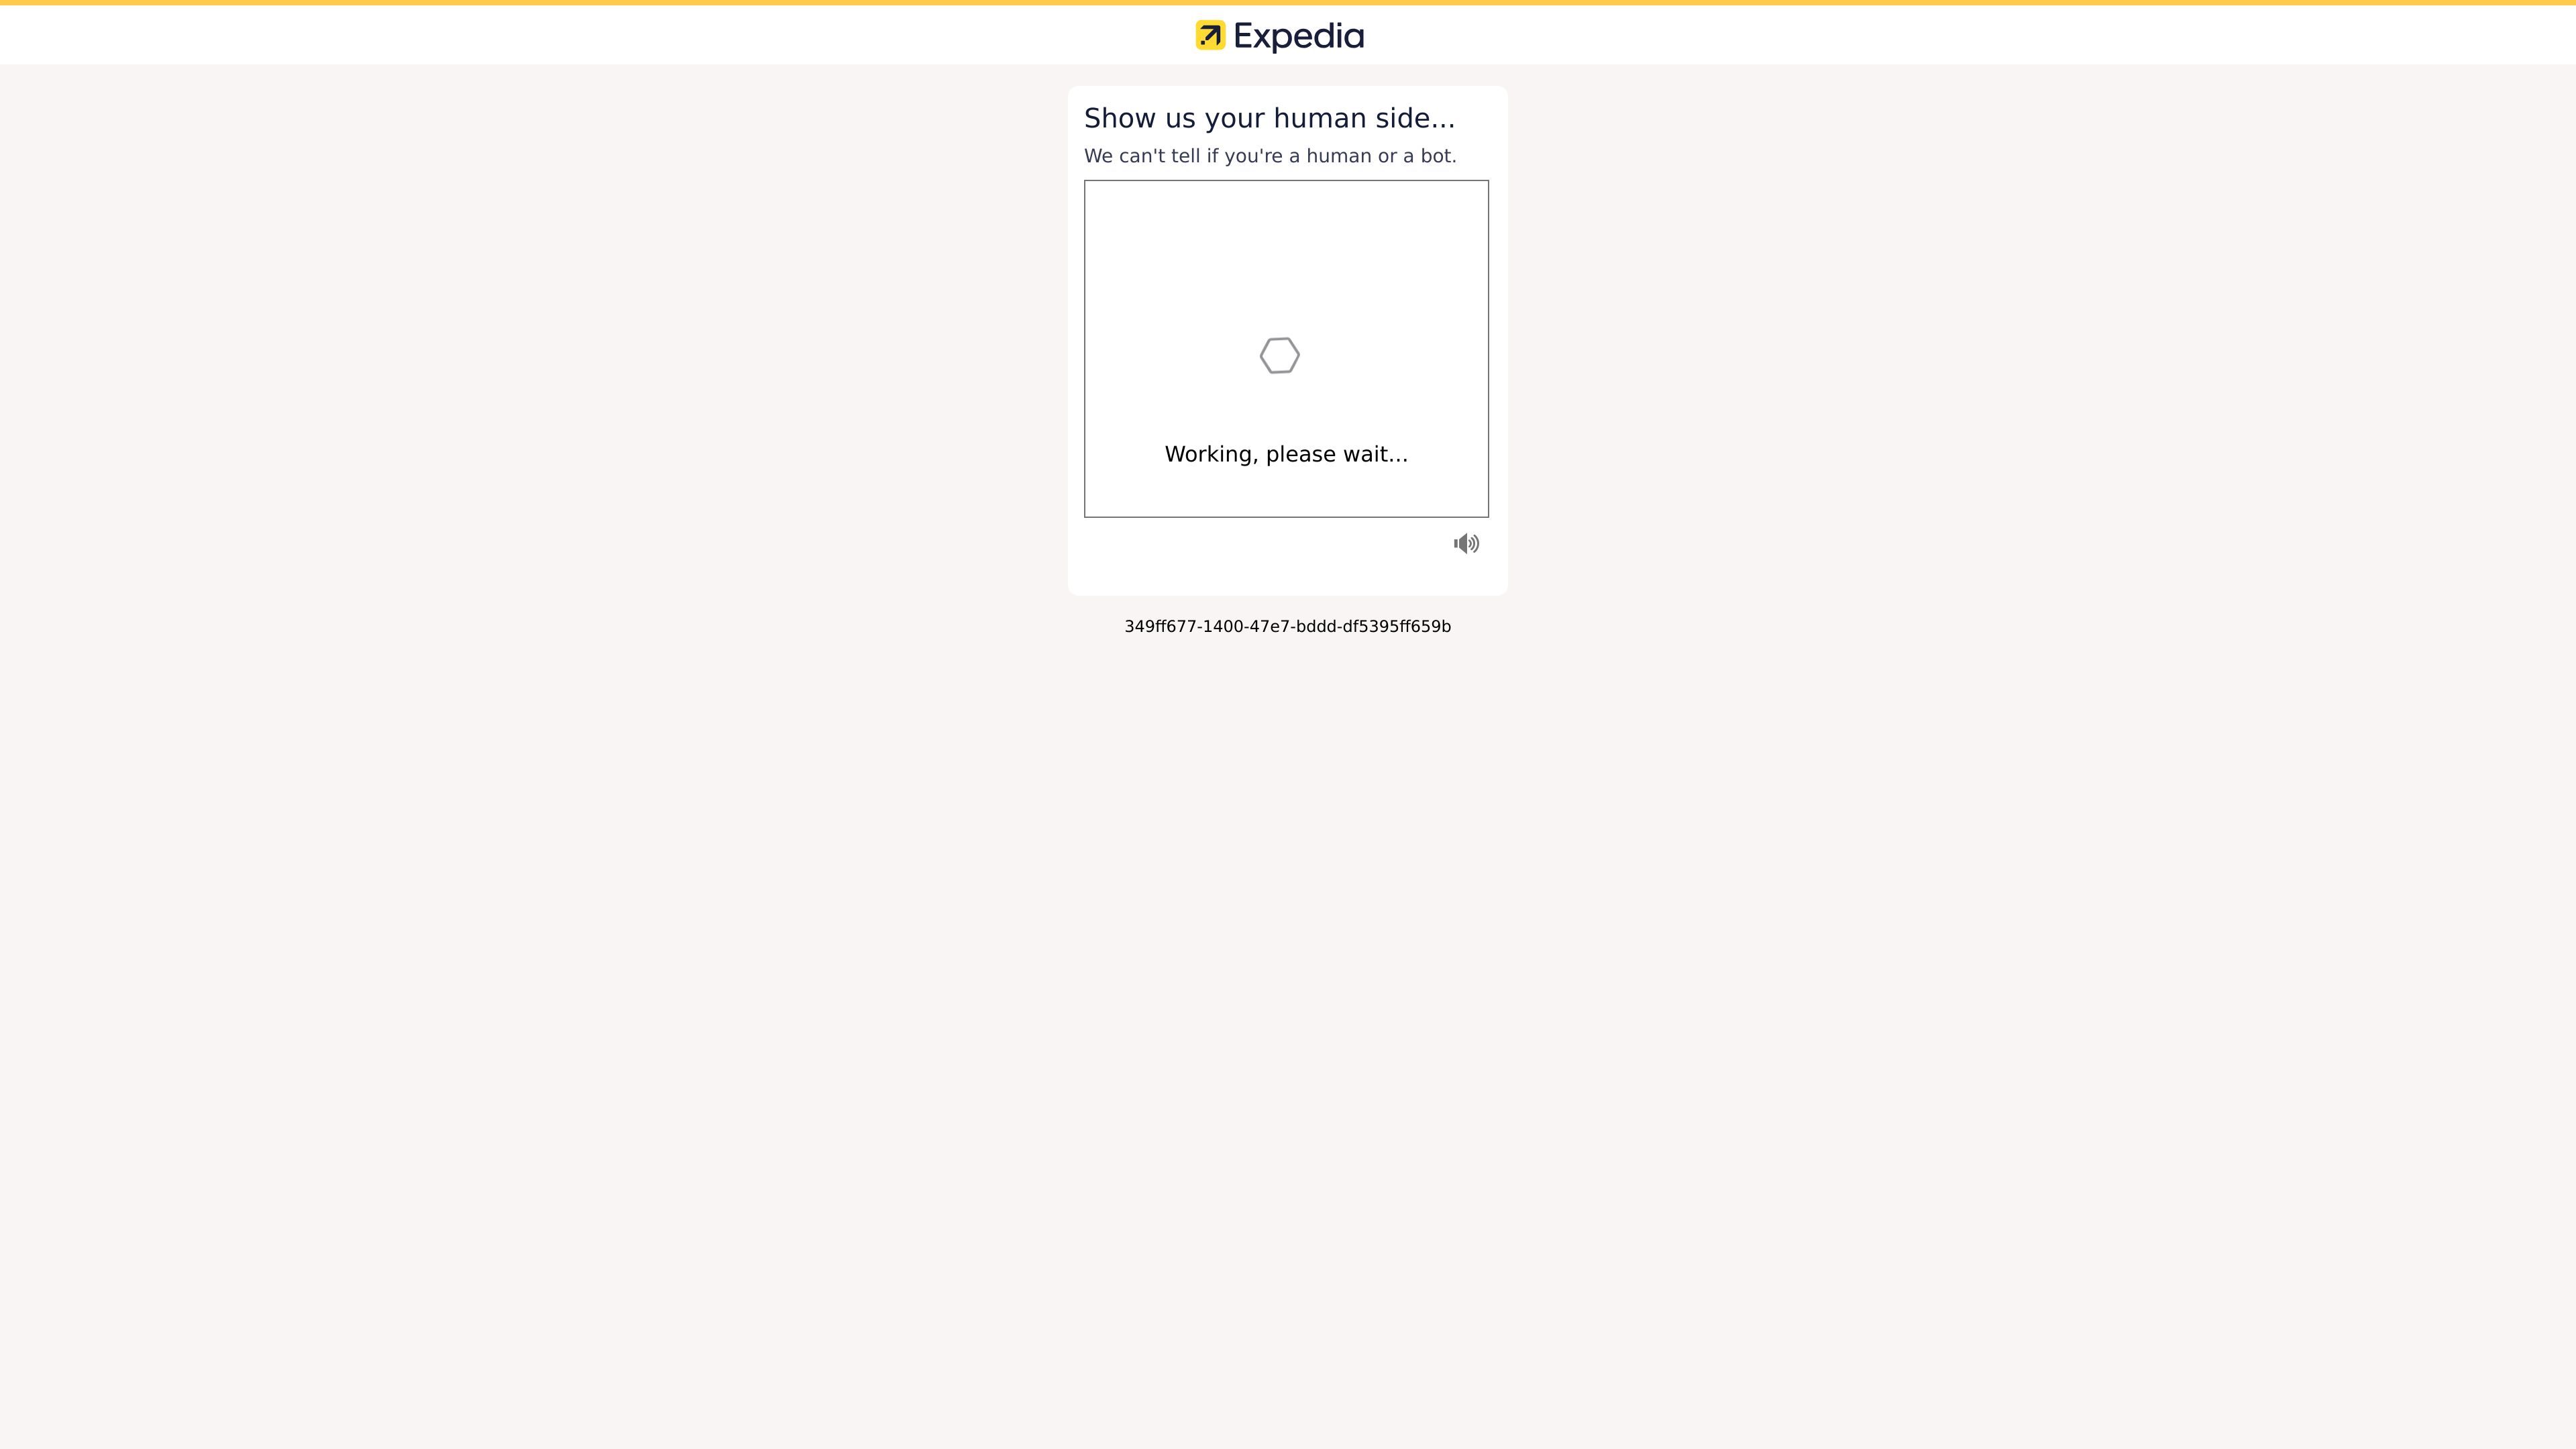 Expedia
Show us your human side...
We can't tell if you're a human or a bot.
Working, please wait...
349ff677-1400-47e7-bddd-df5395ff659b